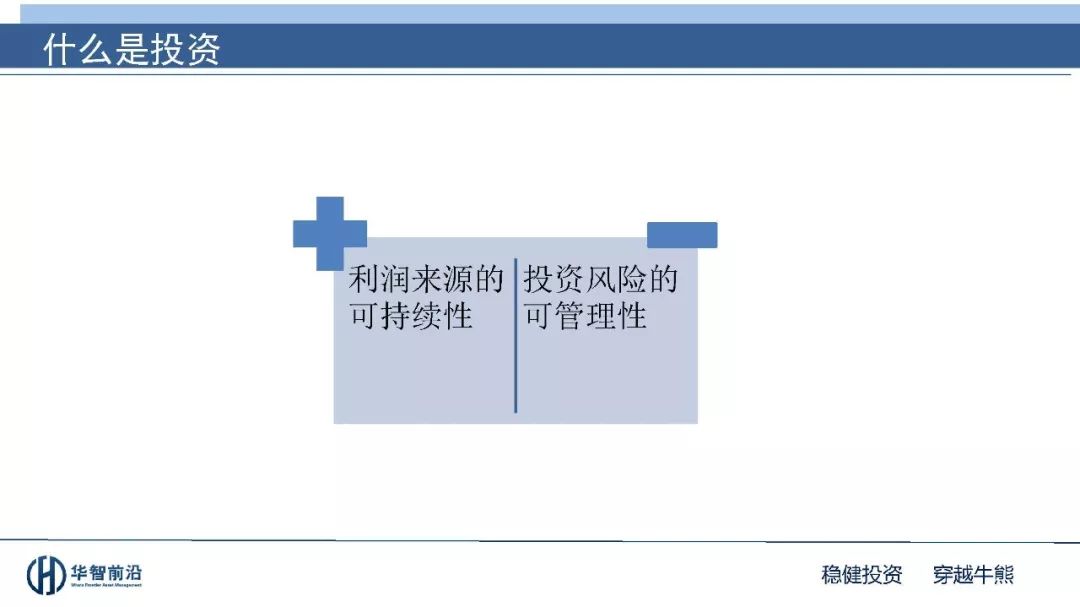 什么是投资
利润来源的
可持续性
投资风险的
可管理性
华智前沿
稳健投资 穿越牛熊